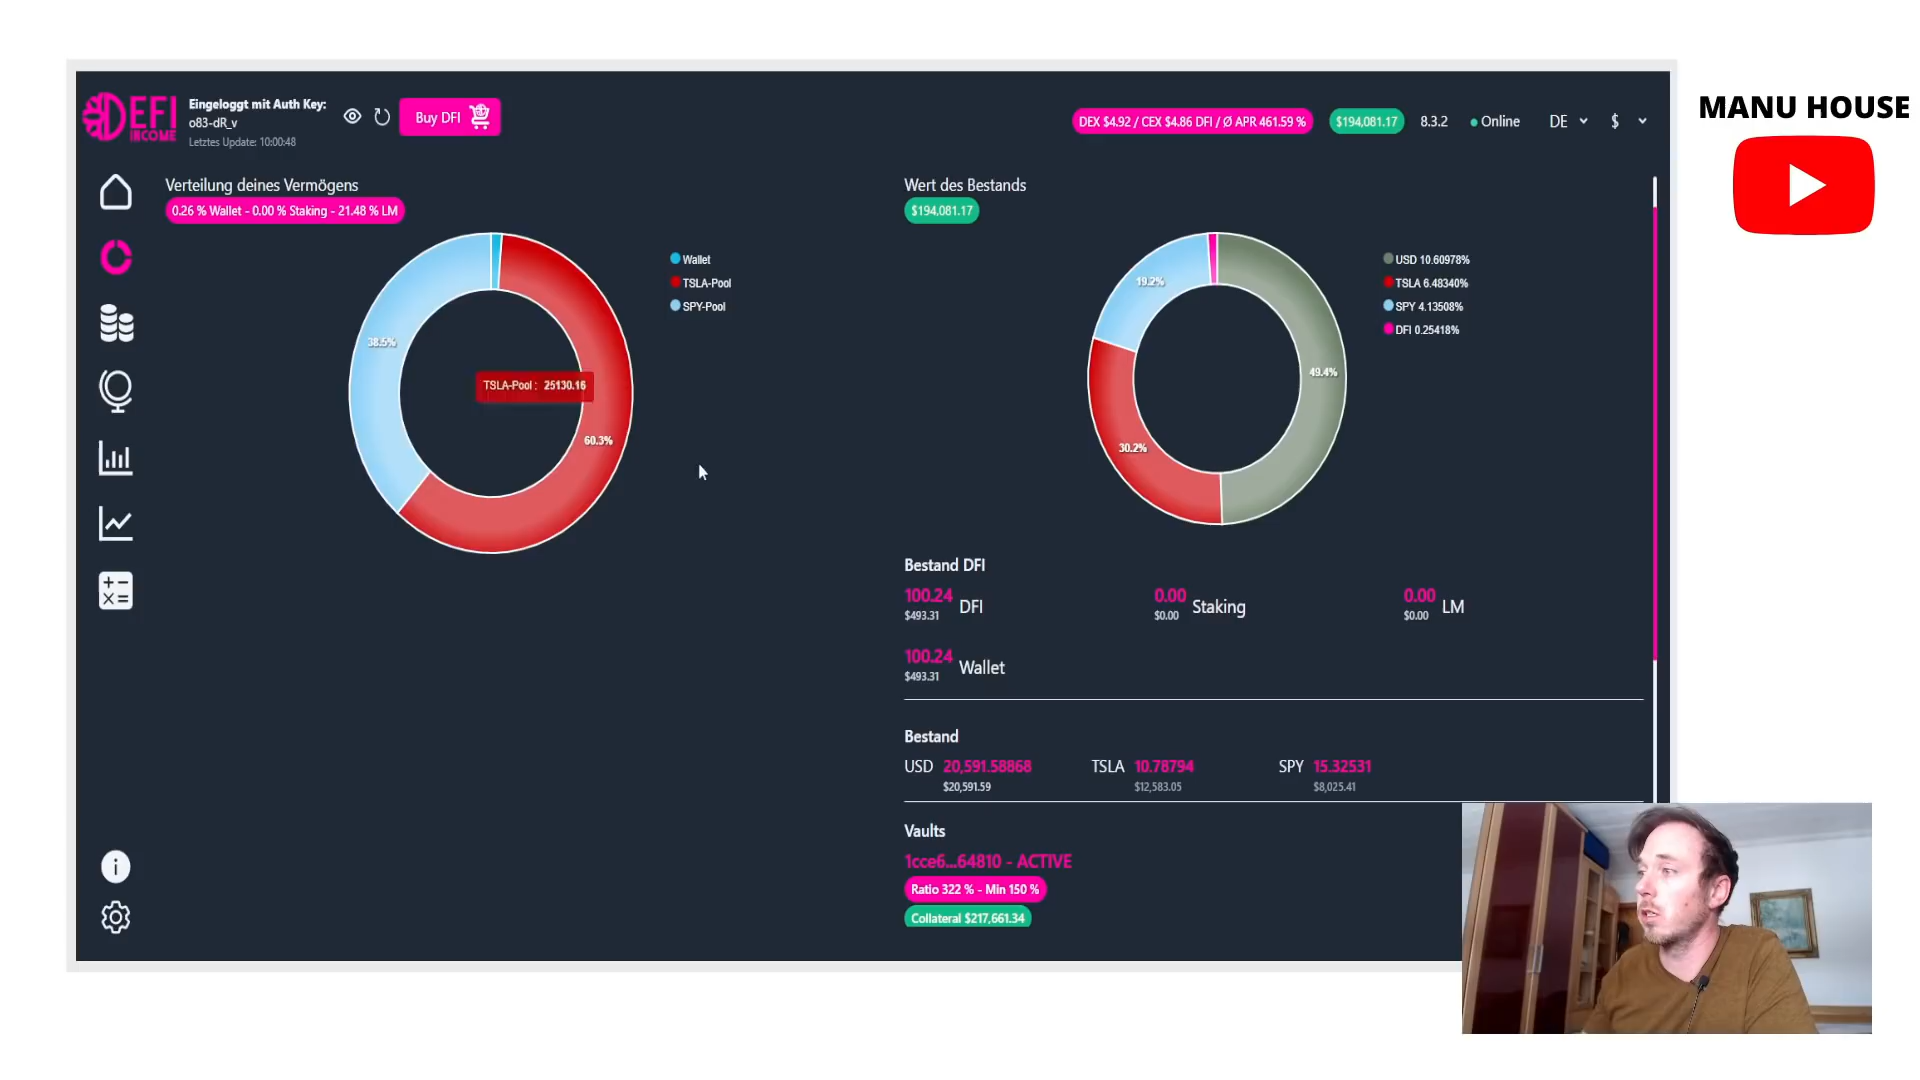 DEFI
INCOME
Eingeloggt mit Auth Key:
o83-dR_v
Letztes Update: 10:00:48
Buy DFI
DEX $4.92 / CEX $4.86 DFI / Ø APR 461.59 %
$194,081.17
8.3.2
Online
DE
$
MANU HOUSE
Verteilung deines Vermögens
0.26 % Wallet - 0.00 % Staking - 21.48 % LM
Wallet
TSLA-Pool
SPY-Pool
38.5%
TSLA-Pool : 25130.16
60.3%
Wert des Bestands
$194,081.17
USD 10.60978%
TSLA 6.48340%
SPY 4.13508%
DFI 0.25418%
19.2%
49.4%
30.2%
Bestand DFI
100.24 DFI
$493.31
0.00 Staking
$0.00
0.00 LM
$0.00
100.24 Wallet
$493.31
Bestand
USD 20,591.58868
$20,591.59
TSLA 10.78794
$12,583.05
SPY 15.32531
$8,025.41
Vaults
1cce6...64810 - ACTIVE
Ratio 322 % - Min 150 %
Collateral $217,661.34